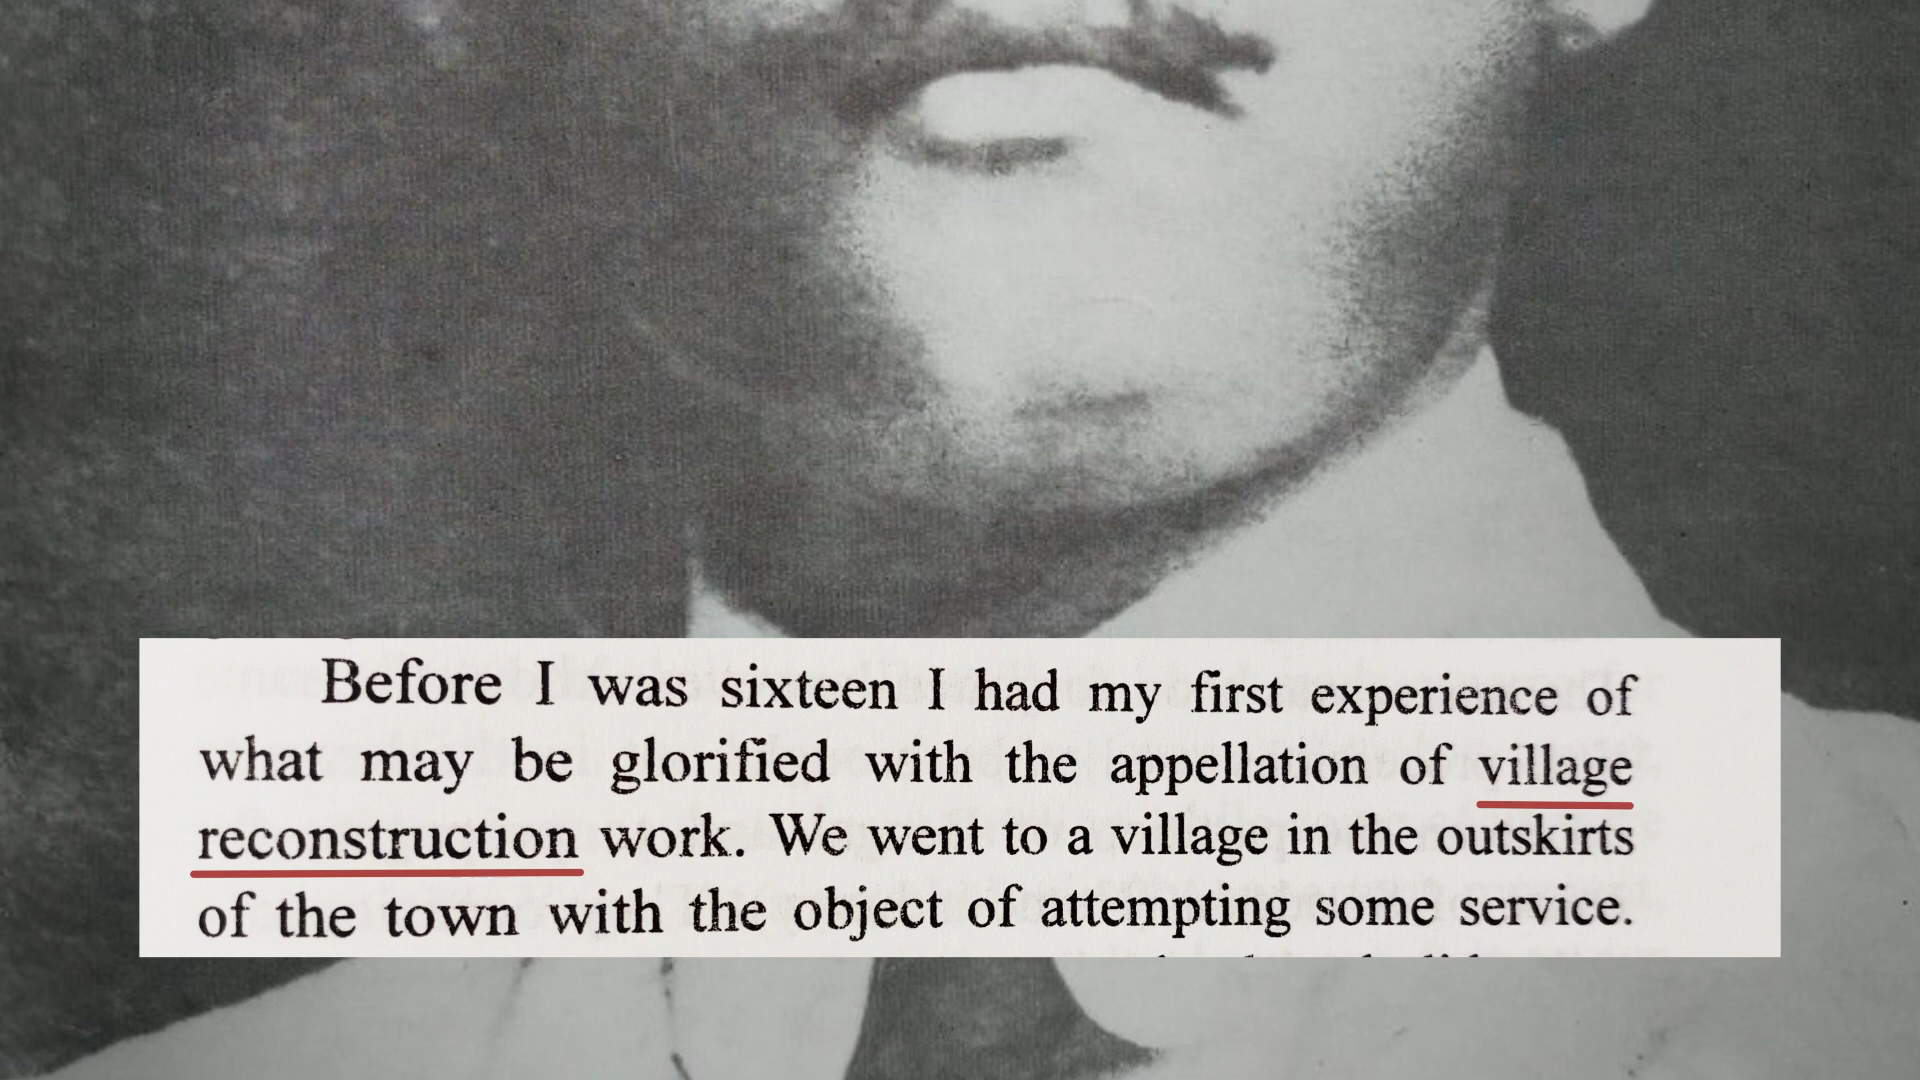 Before I was sixteen I had my first experience of
what may be glorified with the appellation of village
reconstruction work. We went to a village in the outskirts
of the town with the object of attempting some service.